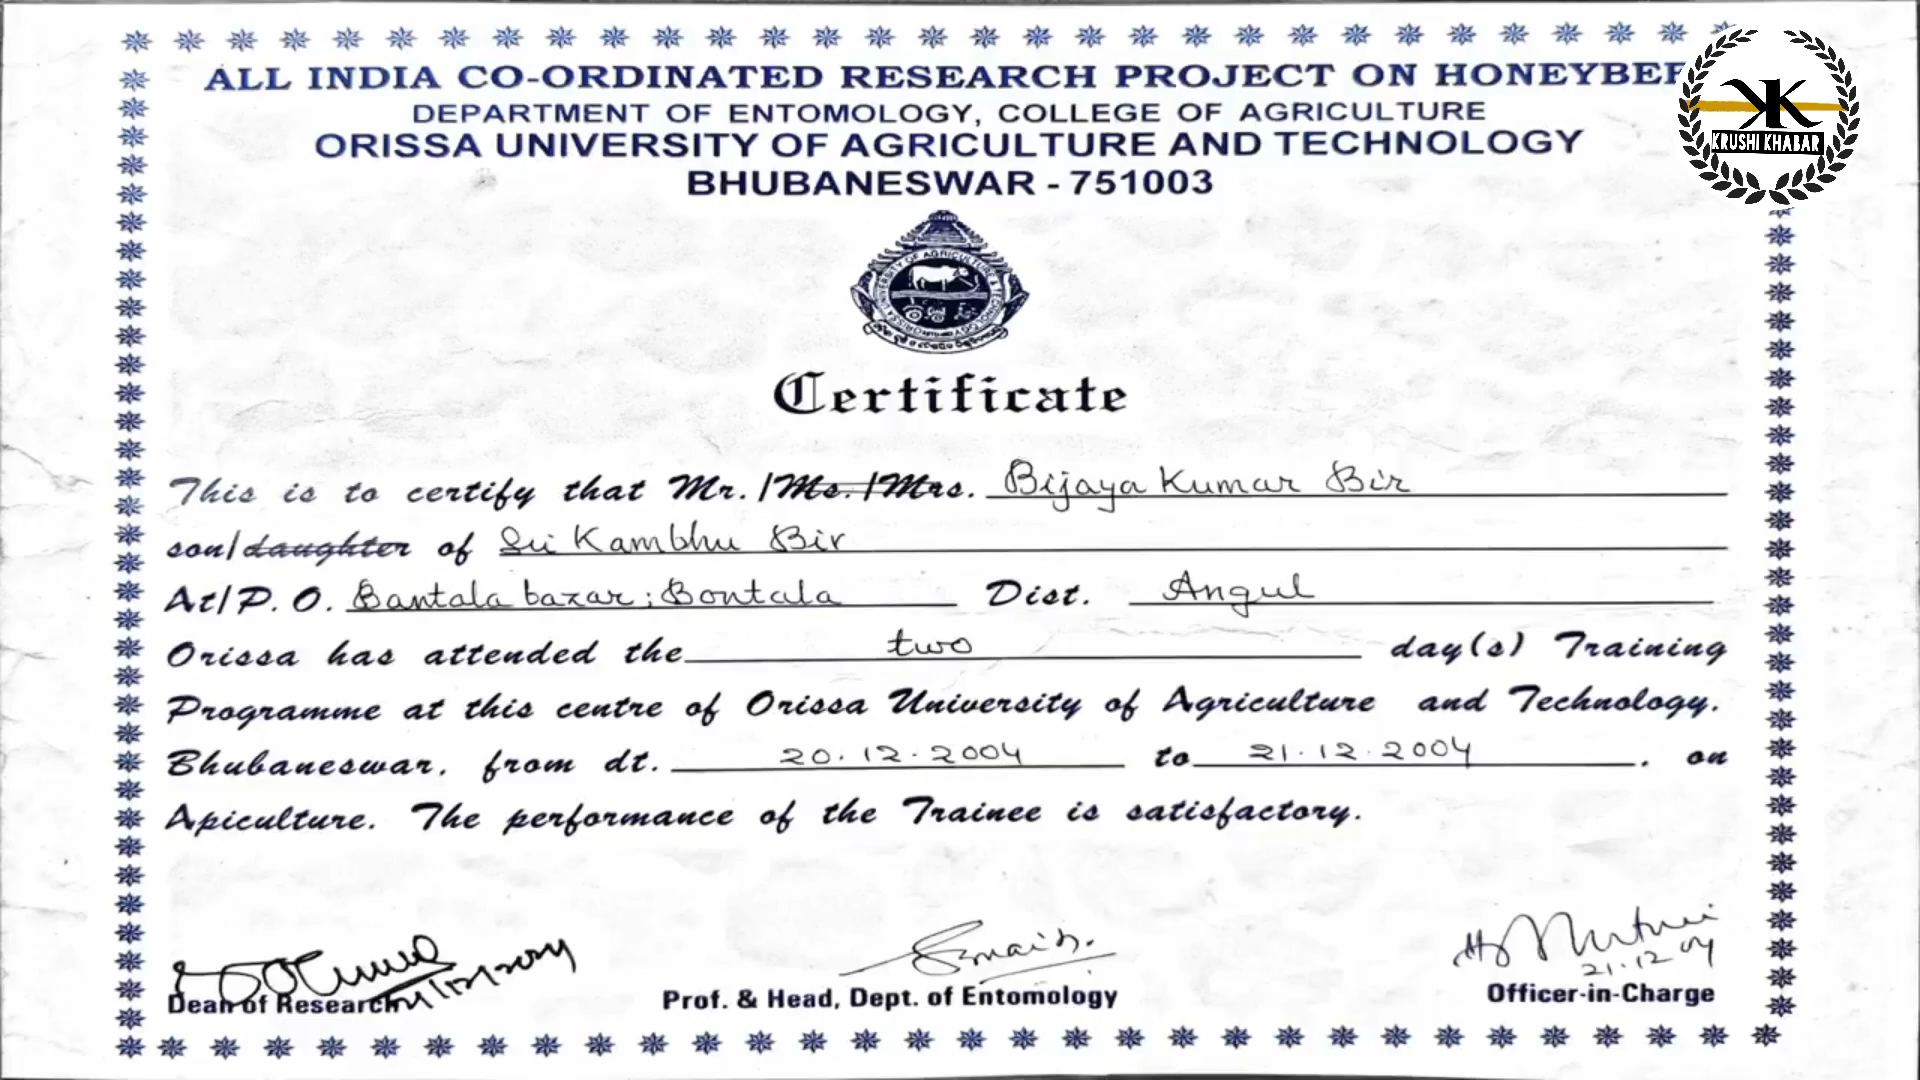 ALL INDIA CO-ORDINATED RESEARCH PROJECT ON HONEYBEE
DEPARTMENT OF ENTOMOLOGY, COLLEGE OF AGRICULTURE
ORISSA UNIVERSITY OF AGRICULTURE AND TECHNOLOGY
BHUBANESWAR - 751003
KK
KRUSHI KHABAR
Certificate
This is to certify that Mr. /Ms. /Mrs. Bijaya Kumar Bir
son/daughter of Sri Kambhu Bir
At/P. O. Bantala bazar; Bontala Dist. Angul
Orissa has attended the two day(s) Training
Programme at this centre of Orissa University of Agriculture and Technology.
Bhubaneswar. from dt. 20.12.2004 to 21.12.2004 . on
Apiculture. The performance of the Trainee is satisfactory.
21/12/2004
21.12.04
Dean of Research
Prof. & Head, Dept. of Entomology
Officer-in-Charge